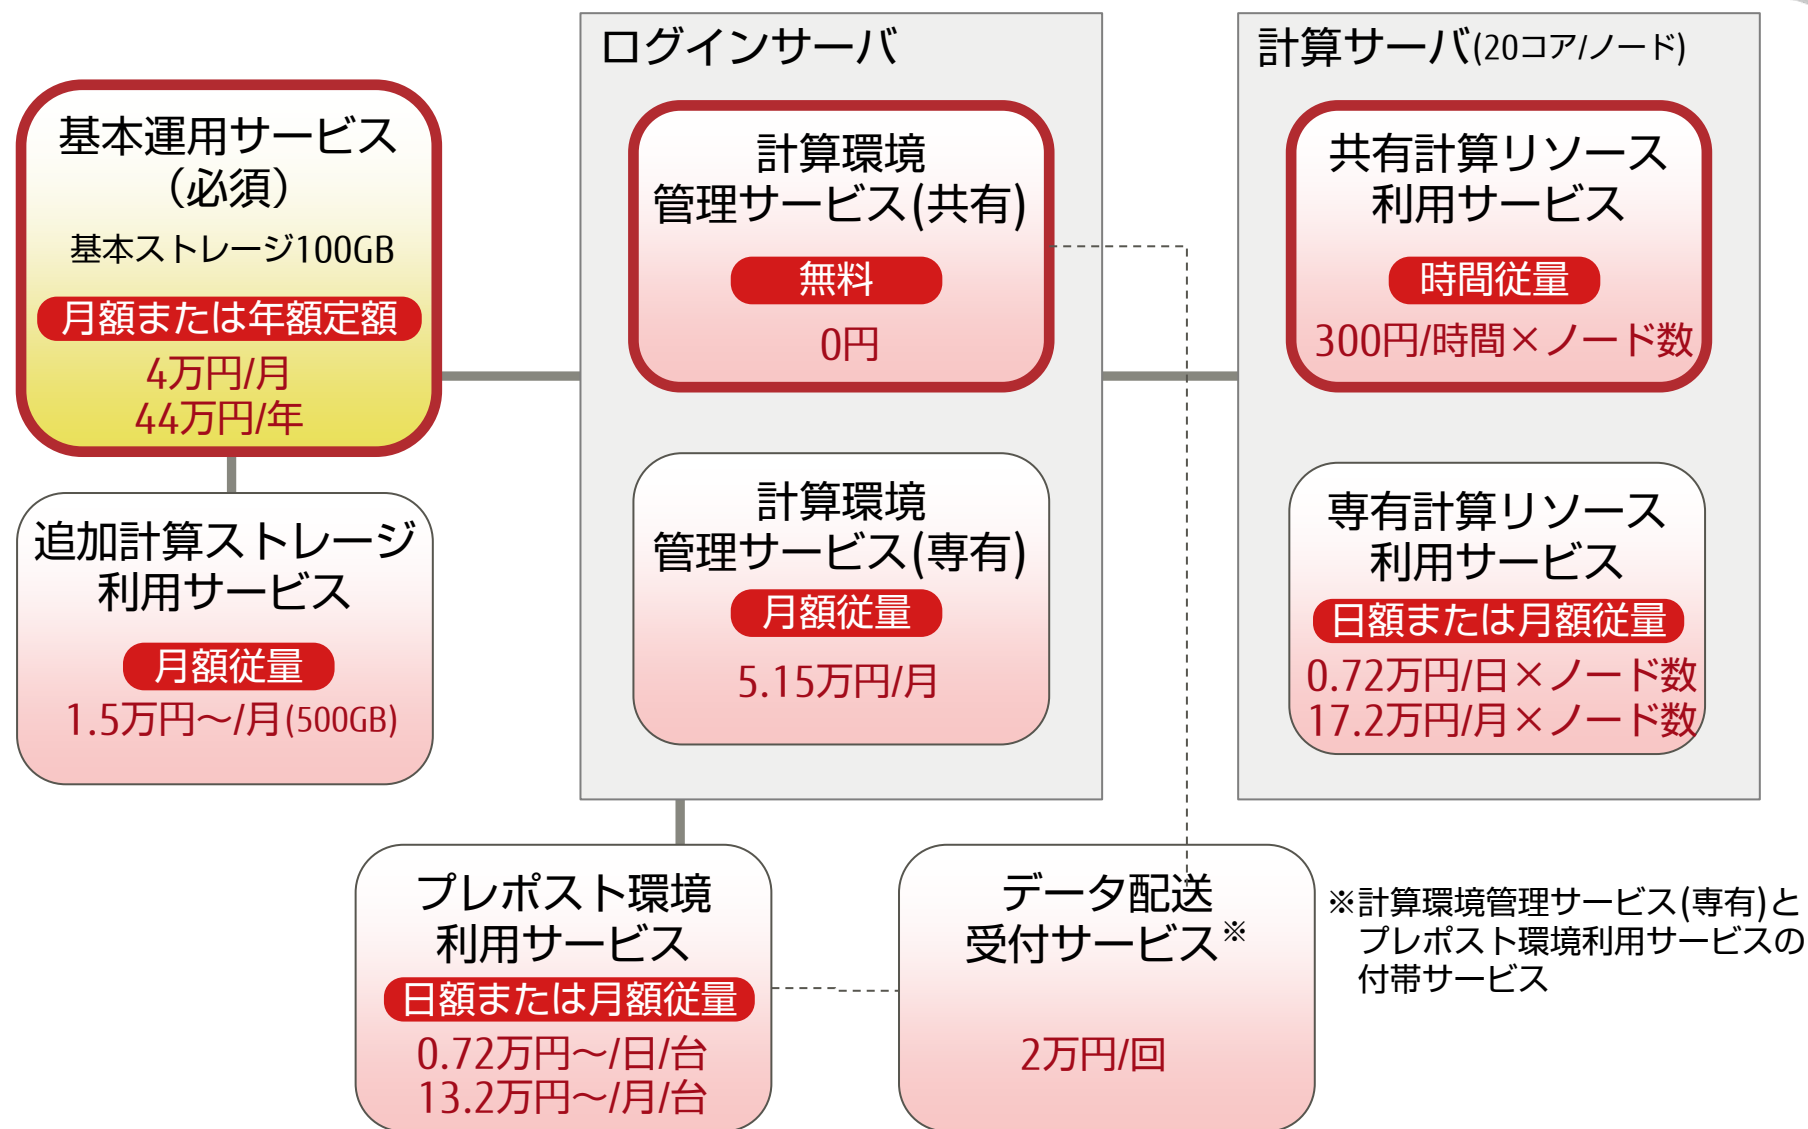 基本運用サービス
（必須）
基本ストレージ100GB
月額または年額定額
4万円/月
44万円/年
追加計算ストレージ
利用サービス
月額従量
1.5万円～/月(500GB)
ログインサーバ
計算環境
管理サービス(共有)
無料
0円
計算環境
管理サービス(専有)
月額従量
5.15万円/月
計算サーバ(20コア/ノード)
共有計算リソース
利用サービス
時間従量
300円/時間×ノード数
専有計算リソース
利用サービス
日額または月額従量
0.72万円/日×ノード数
17.2万円/月×ノード数
プレポスト環境
利用サービス
日額または月額従量
0.72万円～/日/台
13.2万円～/月/台
データ配送
受付サービス※
2万円/回
※計算環境管理サービス(専有)と
プレポスト環境利用サービスの
付帯サービス